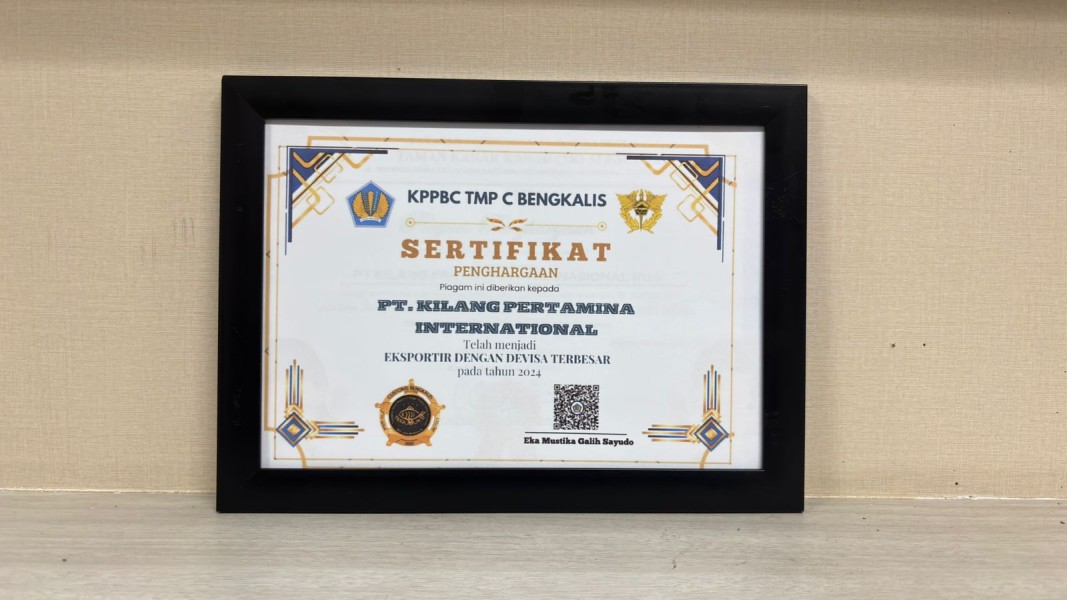 KPPBC TMP C BENGKALIS
SERTIFIKAT
PENGHARGAAN
Piagam ini diberikan kepada
PT. KILANG PERTAMINA
INTERNATIONAL
Telah menjadi
EKSPORTIR DENGAN DEVISA TERBESAR
pada tahun 2024
Eka Mustika Galih Sayudo